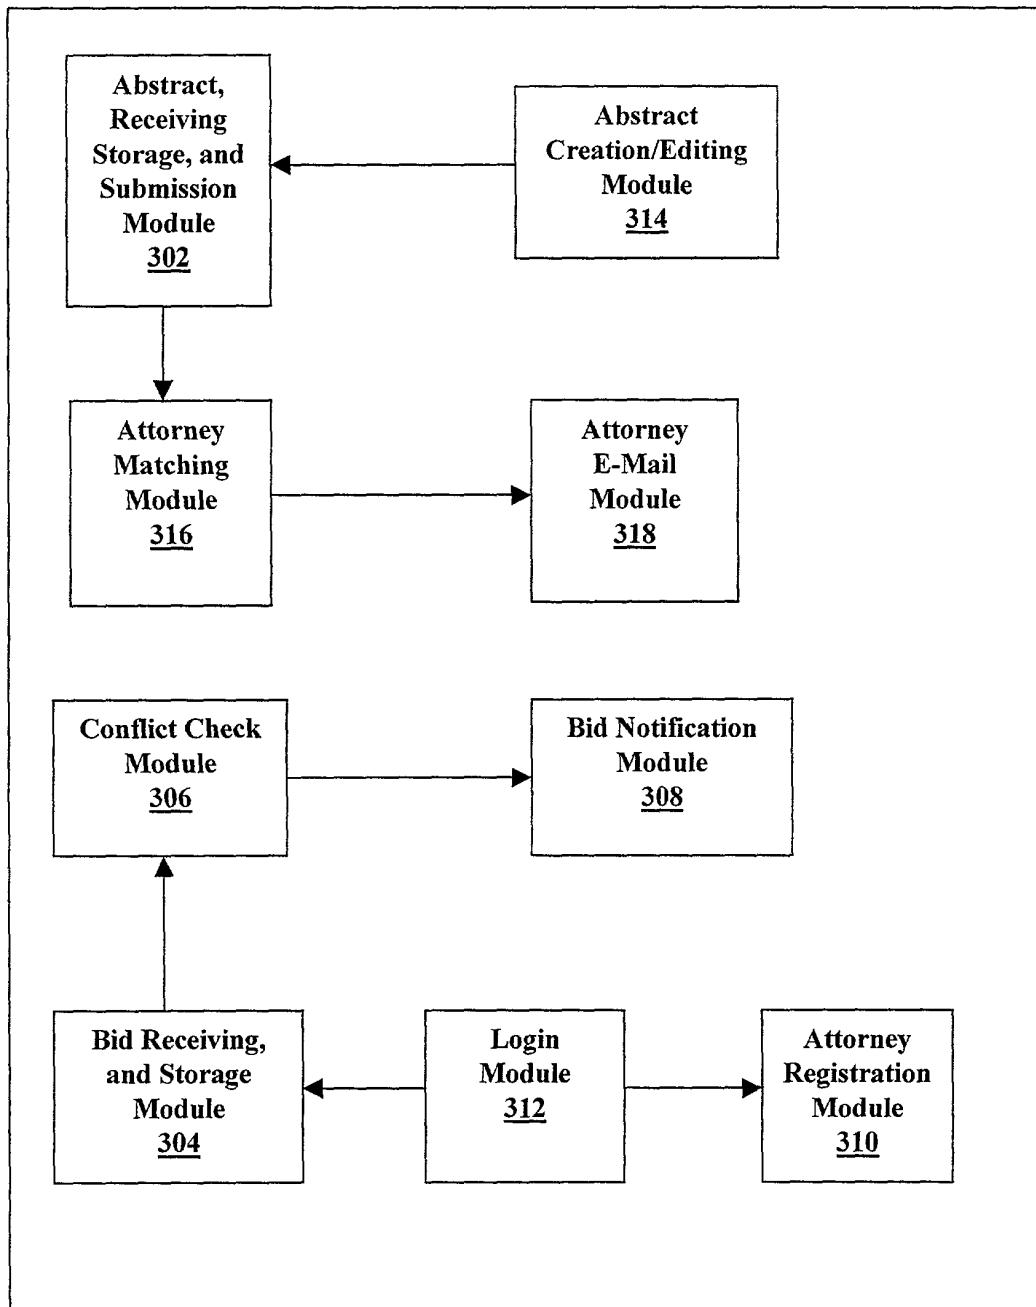 Abstract,
Receiving
Storage, and
Submission
Module
302
Abstract
Creation/Editing
Module
314
Attorney
Matching
Module
316
Attorney
E-Mail
Module
318
Conflict Check
Module
306
Bid Notification
Module
308
Bid Receiving,
and Storage
Module
304
Login
Module
312
Attorney
Registration
Module
310